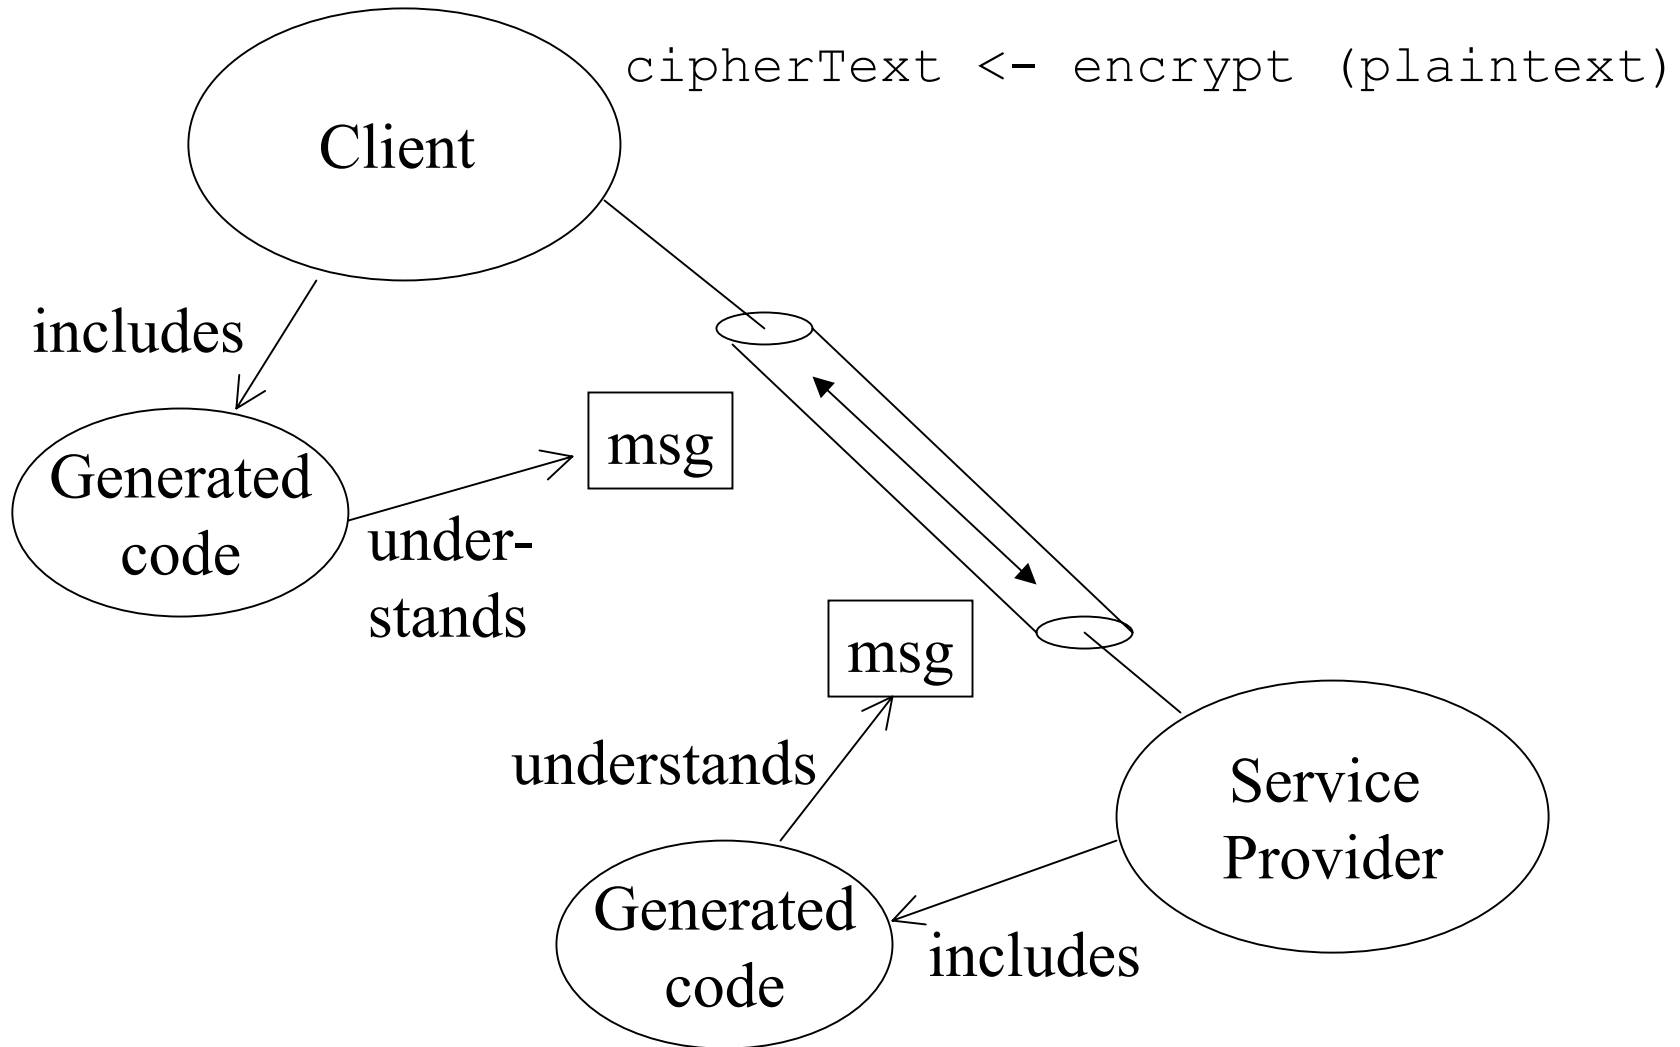 cipherText <- encrypt (plaintext)
Client
includes
Generated
code
msg
under-
stands
msg
understands
Service
Provider
Generated
code
includes